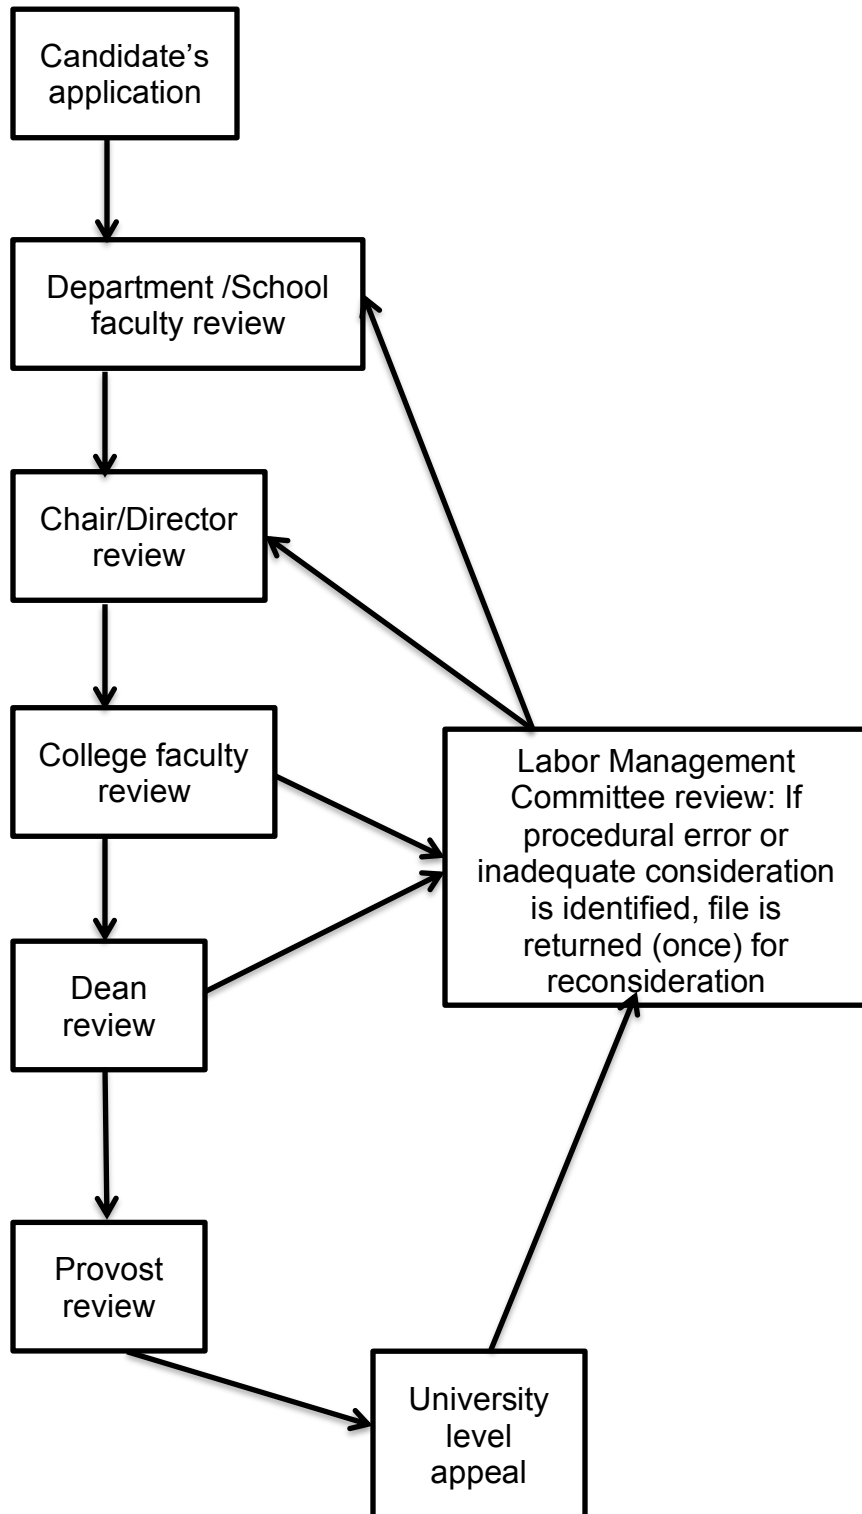 Candidate’s
application
Department /School
faculty review
Chair/Director
review
College faculty
review
Labor Management
Committee review: If
procedural error or
inadequate consideration
is identified, file is
returned (once) for
reconsideration
Dean
review
Provost
review
University
level
appeal